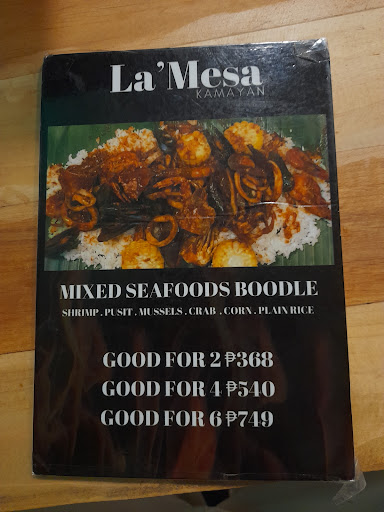 La'Mesa
KAMAYAN
MIXED SEAFOODS BOODLE
SHRIMP . PUSIT . MUSSELS . CRAB . CORN . PLAIN RICE
GOOD FOR 2 ₱368
GOOD FOR 4 ₱540
GOOD FOR 6 ₱749